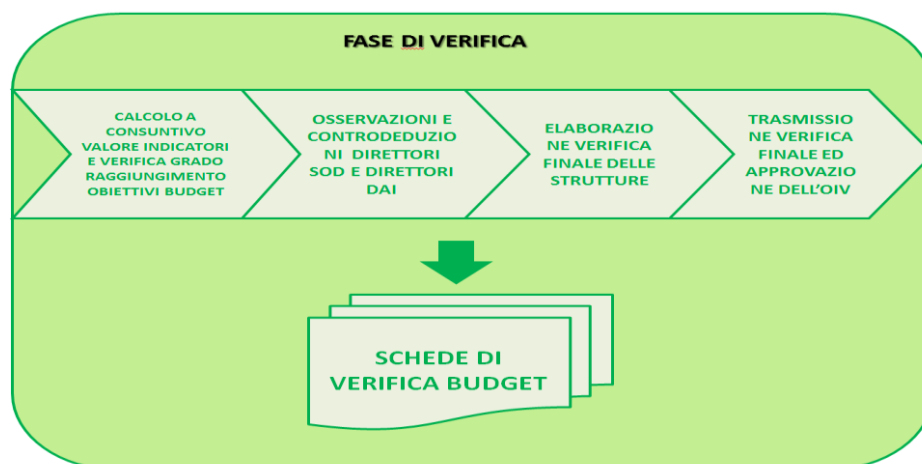 FASE DI VERIFICA
CALCOLO A
CONSUNTIVO
VALORE INDICATORI
E VERIFICA GRADO
RAGGIUNGIMENTO
OBIETTIVI BUDGET
OSSERVAZIONI E
CONTRODEDUZIO
NI DIRETTORI
SOD E DIRETTORI
DAI
ELABORAZIO
NE VERIFICA
FINALE DELLE
STRUTTURE
TRASMISSIO
NE VERIFICA
FINALE ED
APPROVAZIO
NE DELL'OIV
SCHEDE DI
VERIFICA BUDGET